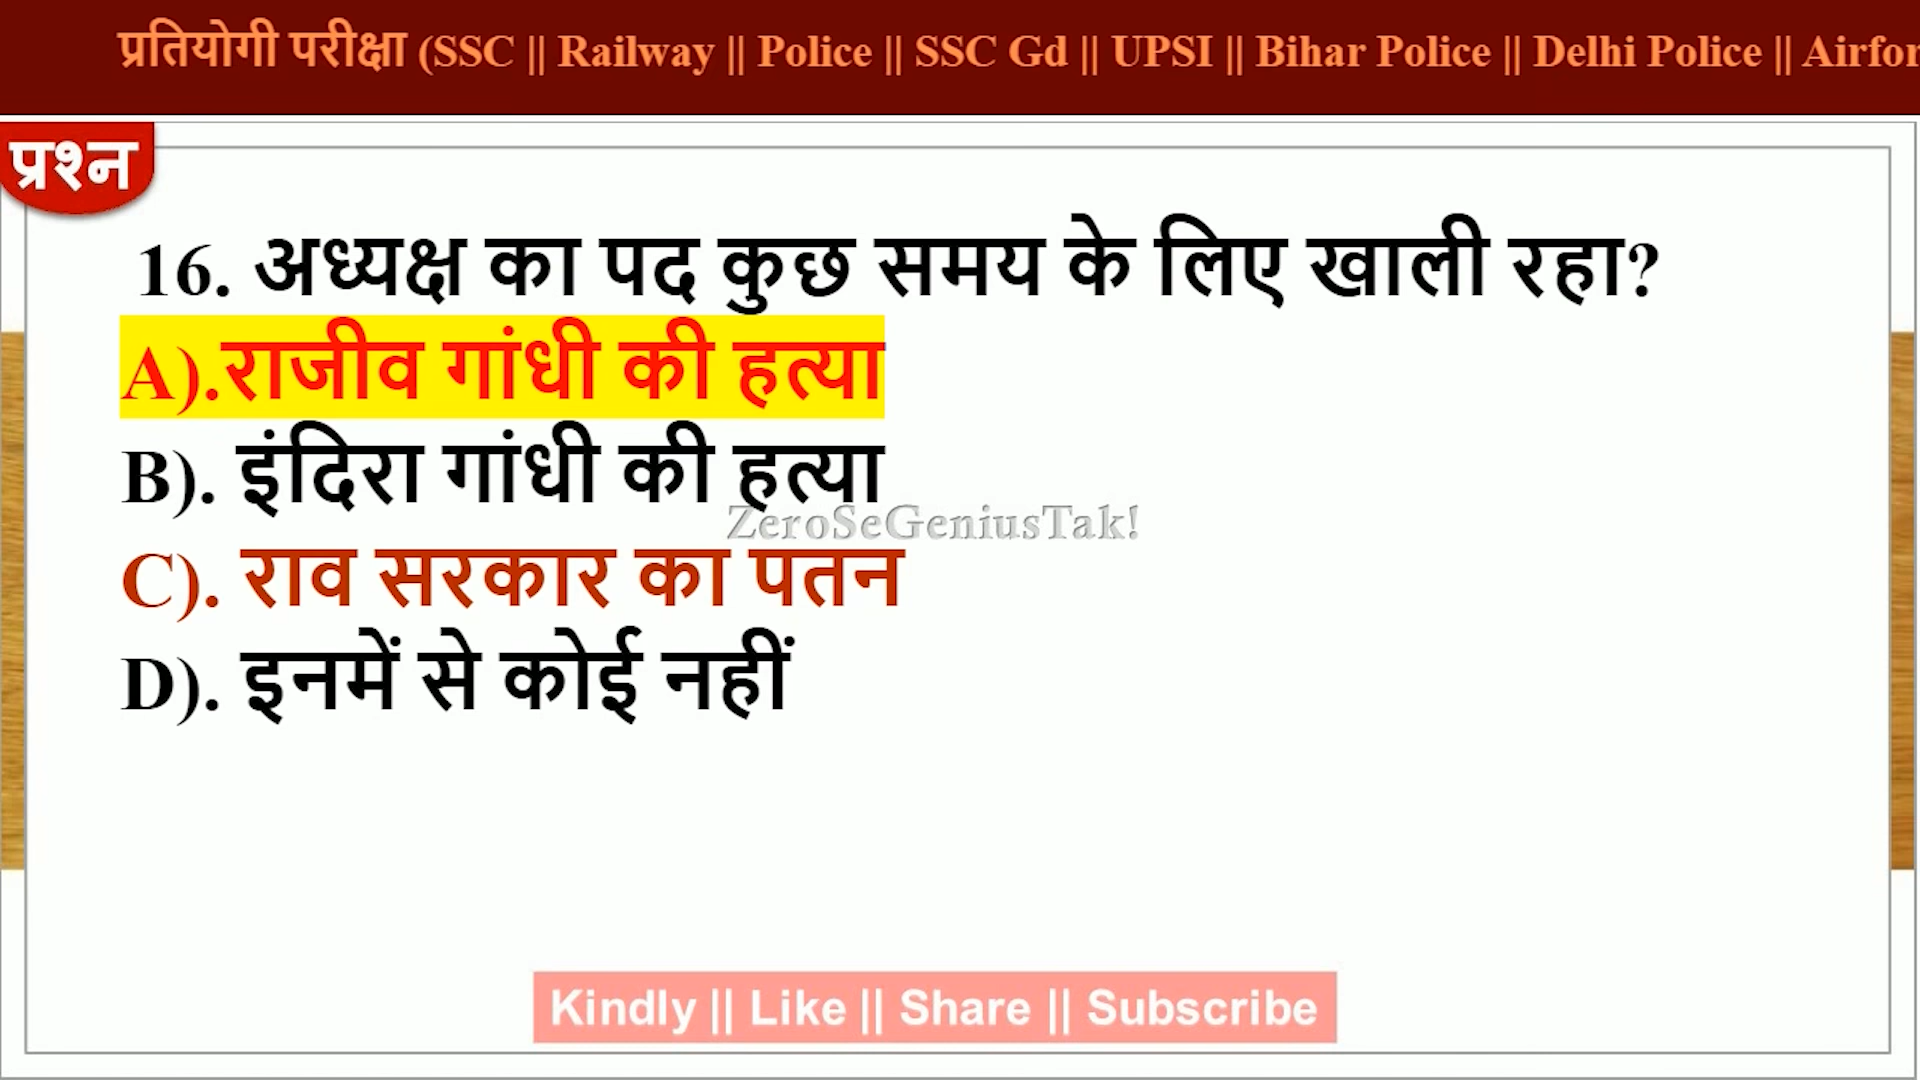 प्रतियोगी परीक्षा (SSC || Railway || Police || SSC Gd || UPSI || Bihar Police || Delhi Police || Airfor
प्रश्न
16. अध्यक्ष का पद कुछ समय के लिए खाली रहा?
A).राजीव गांधी की हत्या
B). इंदिरा गांधी की हत्या
ZeroSeGeniusTak!
C). राव सरकार का पतन
D). इनमें से कोई नहीं
Kindly || Like || Share || Subscribe